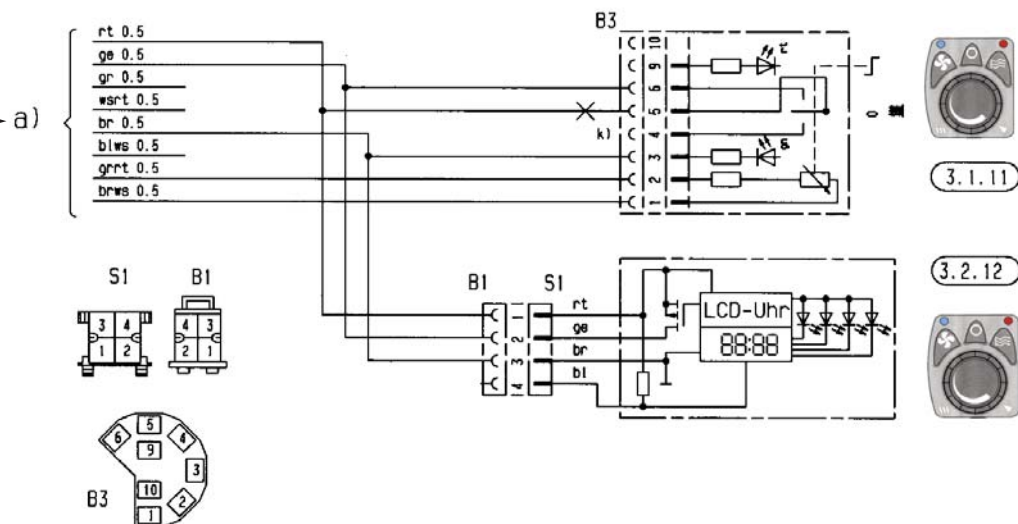 rt 0.5
ge 0.5
gr 0.5
wsrt 0.5
br 0.5
blws 0.5
grrt 0.5
brws 0.5
a)
B3
10
9
6
5
4
3
2
1
k)
0
3.1.11
3.2.12
S1
B1
3 4
1 2
4 3
2 1
B1
S1
1
2
3
4
rt
ge
br
bl
LCD-Uhr
88:88
B3
6
5
4
9
3
10
2
1